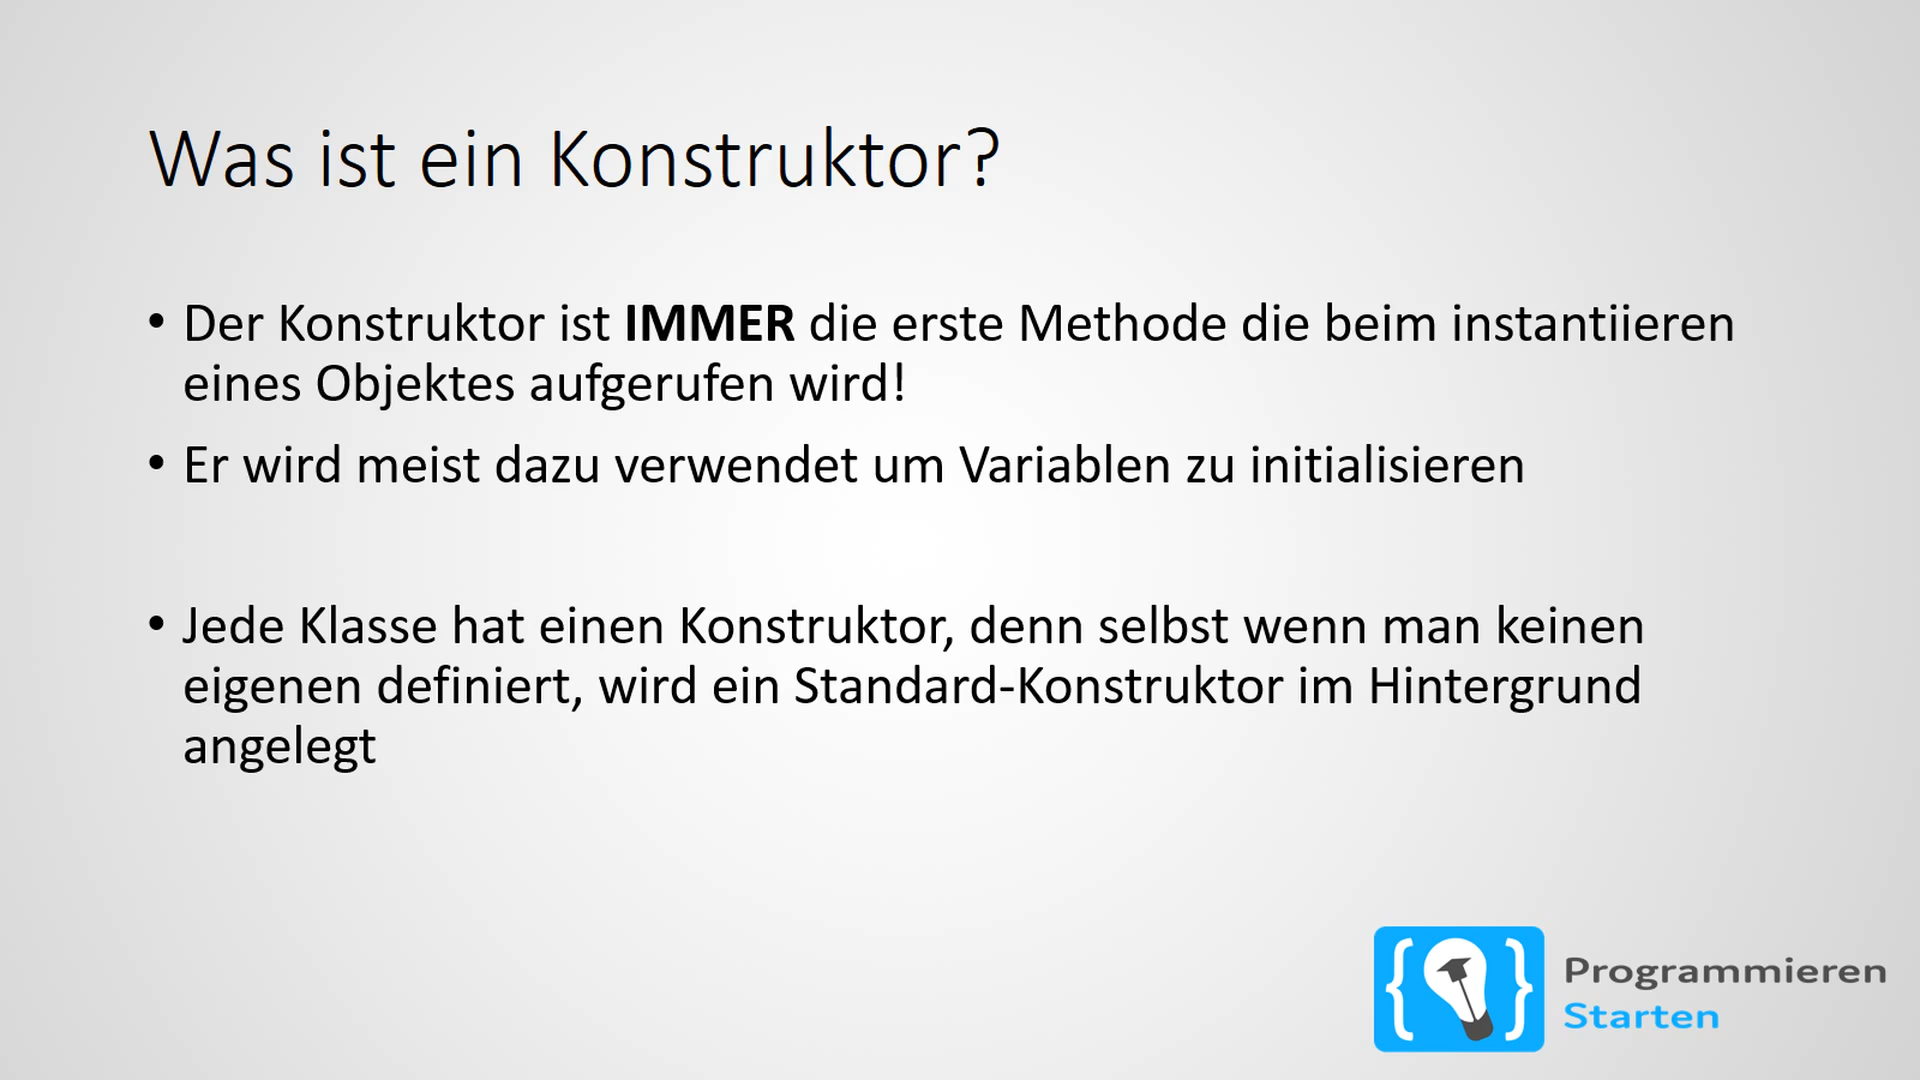 Was ist ein Konstruktor?
• Der Konstruktor ist IMMER die erste Methode die beim instantiieren
eines Objektes aufgerufen wird!
• Er wird meist dazu verwendet um Variablen zu initialisieren
• Jede Klasse hat einen Konstruktor, denn selbst wenn man keinen
eigenen definiert, wird ein Standard-Konstruktor im Hintergrund
angelegt
{ }
Programmieren
Starten